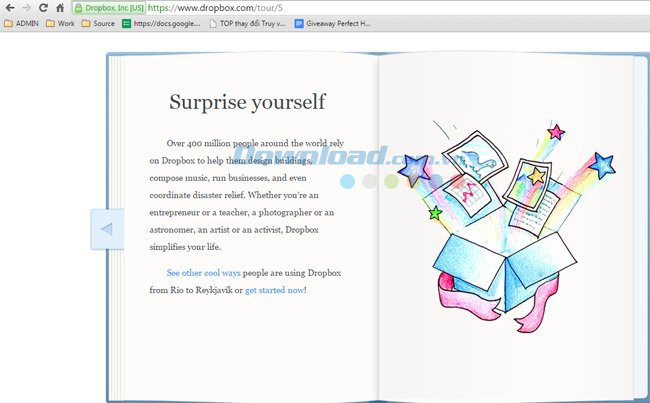 Dropbox, Inc [US] https://www.dropbox.com/tour/5
ADMIN Work Source https://docs.google.... TOP thay đổi Truy v... Giveaway Perfect H...
Surprise yourself
Over 400 million people around the world rely
on Dropbox to help them design buildings,
compose music, run businesses, and even
coordinate disaster relief. Whether you're an
entrepreneur or a teacher, a photographer or an
astronomer, an artist or an activist, Dropbox
simplifies your life.
See other cool ways people are using Dropbox
from Rio to Reykjavík or get started now!
Download.com.vn